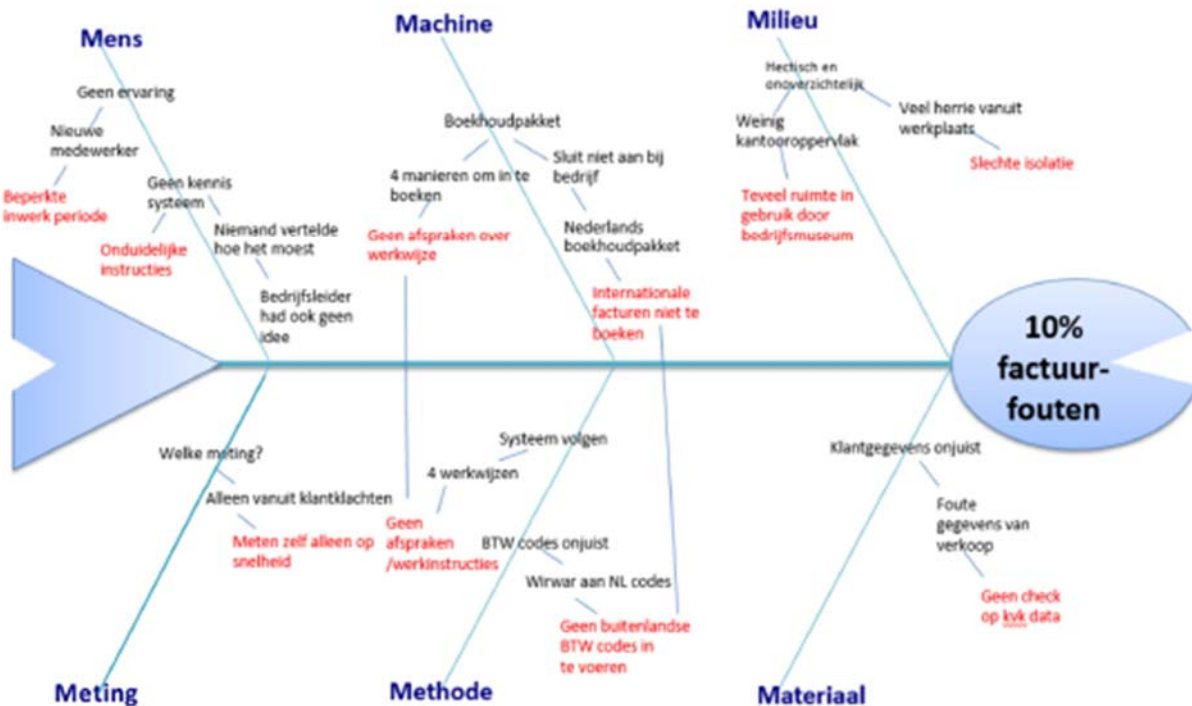 Mens
Geen ervaring
Nieuwe
medewerker
Beperkte
inwerk periode
Geen kennis
systeem
Onduidelijke
instructies
Niemand vertelde
hoe het moest
Bedrijfsleider
had ook geen
idee
Machine
Boekhoudpakket
4 manieren om in te
boeken
Geen afspraken over
werkwijze
Sluit niet aan bij
bedrijf
Nederlands
boekhoudpakket
Internationale
facturen niet te
boeken
Milieu
Hectisch en
onoverzichtelijk
Weinig
kantooroppervlak
Teveel ruimte in
gebruik door
bedrijfsmuseum
Veel herrie vanuit
werkplaats
Slechte isolatie
10%
factuur-
fouten
Welke meting?
Alleen vanuit klantklachten
Meten zelf alleen op
snelheid
Meting
Systeem volgen
4 werkwijzen
Geen
afspraken
/werkinstructies
BTW codes onjuist
Wirwar aan NL codes
Geen buitenlandse
BTW codes in
te voeren
Methode
Klantgegevens onjuist
Foute
gegevens van
verkoop
Geen check
op kvk data
Materiaal